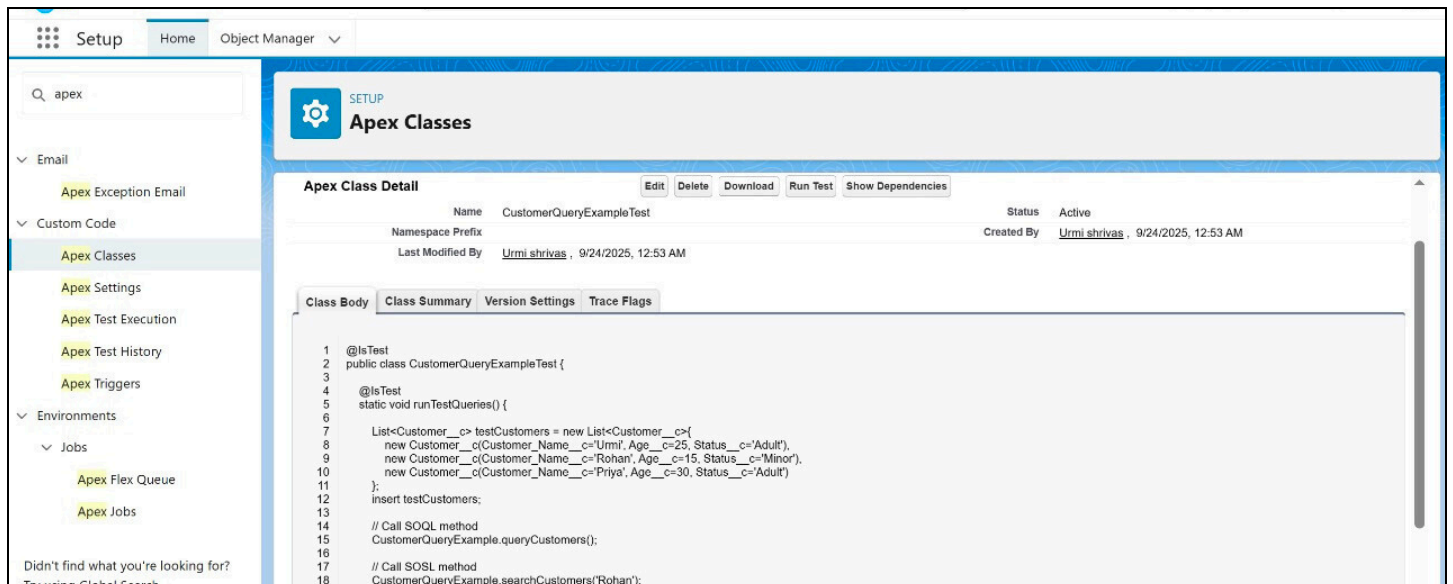 Setup Home Object Manager
apex
Email
Apex Exception Email
Custom Code
Apex Classes
Apex Settings
Apex Test Execution
Apex Test History
Apex Triggers
Environments
Jobs
Apex Flex Queue
Apex Jobs
Didn't find what you're looking for?
Try using Global Search
SETUP
Apex Classes
Apex Class Detail Edit Delete Download Run Test Show Dependencies
Name CustomerQueryExampleTest Status Active
Namespace Prefix Created By Urmi shrivas , 9/24/2025, 12:53 AM
Last Modified By Urmi shrivas , 9/24/2025, 12:53 AM
Class Body Class Summary Version Settings Trace Flags
1 @IsTest
2 public class CustomerQueryExampleTest {
3
4 @IsTest
5 static void runTestQueries() {
6
7 List<Customer__c> testCustomers = new List<Customer__c>{
8 new Customer__c(Customer_Name__c='Urmi', Age__c=25, Status__c='Adult'),
9 new Customer__c(Customer_Name__c='Rohan', Age__c=15, Status__c='Minor'),
10 new Customer__c(Customer_Name__c='Priya', Age__c=30, Status__c='Adult')
11 };
12 insert testCustomers;
13
14 // Call SOQL method
15 CustomerQueryExample.queryCustomers();
16
17 // Call SOSL method
18 CustomerQueryExample.searchCustomers('Rohan');